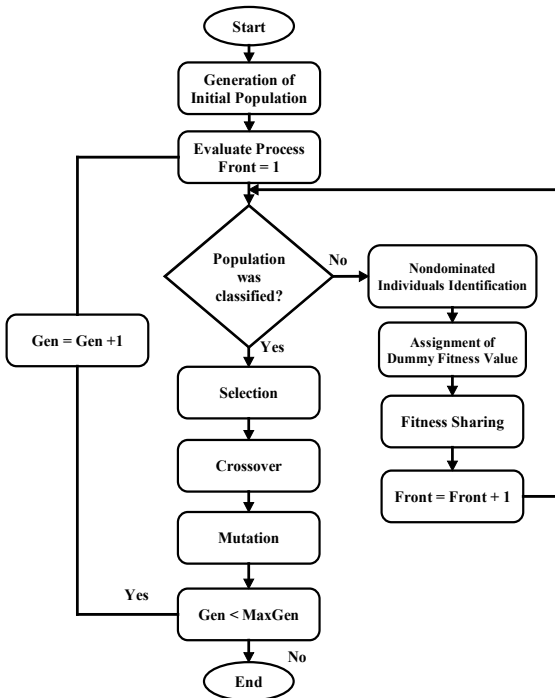 Start
Generation of
Initial Population
Evaluate Process
Front = 1
Population
was
classified?
No
Nondominated
Individuals Identification
Assignment of
Dummy Fitness Value
Fitness Sharing
Front = Front + 1
Gen = Gen +1
Yes
Selection
Crossover
Mutation
Yes
Gen < MaxGen
No
End